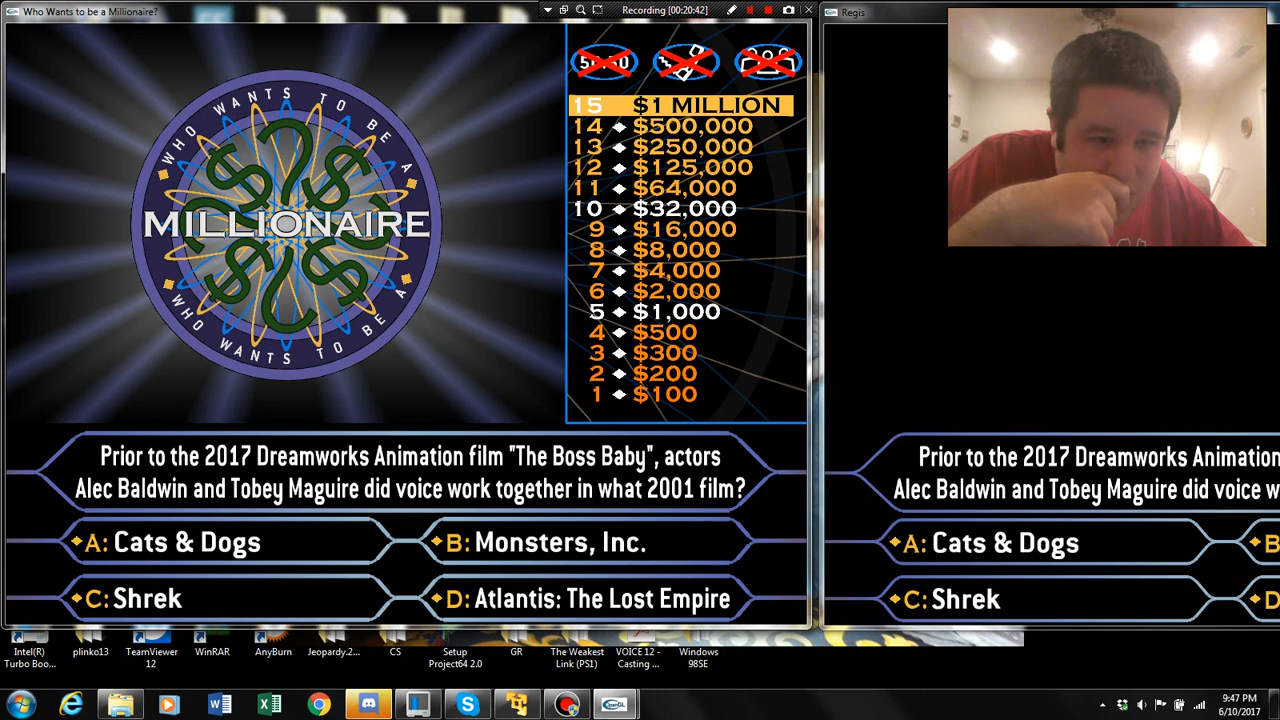 Who Wants to be a Millionaire?
Recording [00:20:42]
Regis
WHO WANTS TO BE A
MILLIONAIRE
WHO WANTS TO BE A
50:50
15 $1 MILLION
14 $500,000
13 $250,000
12 $125,000
11 $64,000
10 $32,000
9 $16,000
8 $8,000
7 $4,000
6 $2,000
5 $1,000
4 $500
3 $300
2 $200
1 $100
Prior to the 2017 Dreamworks Animation film "The Boss Baby", actors
Alec Baldwin and Tobey Maguire did voice work together in what 2001 film?
A: Cats & Dogs
B: Monsters, Inc.
C: Shrek
D: Atlantis: The Lost Empire
Prior to the 2017 Dreamworks Animation
Alec Baldwin and Tobey Maguire did voice w
A: Cats & Dogs
B
C: Shrek
D
Intel(R)
Turbo Boo...
plinko13
TeamViewer
12
WinRAR
AnyBurn
Jeopardy.2...
CS
Setup
Project64 2.0
GR
The Weakest
Link (PS1)
VOICE 12 -
Casting ...
Windows
98SE
OpenGL
9:47 PM
6/10/2017